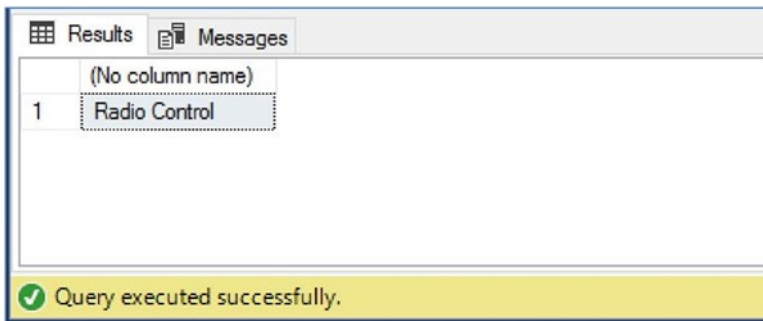 Results Messages
(No column name)
1 Radio Control
Query executed successfully.